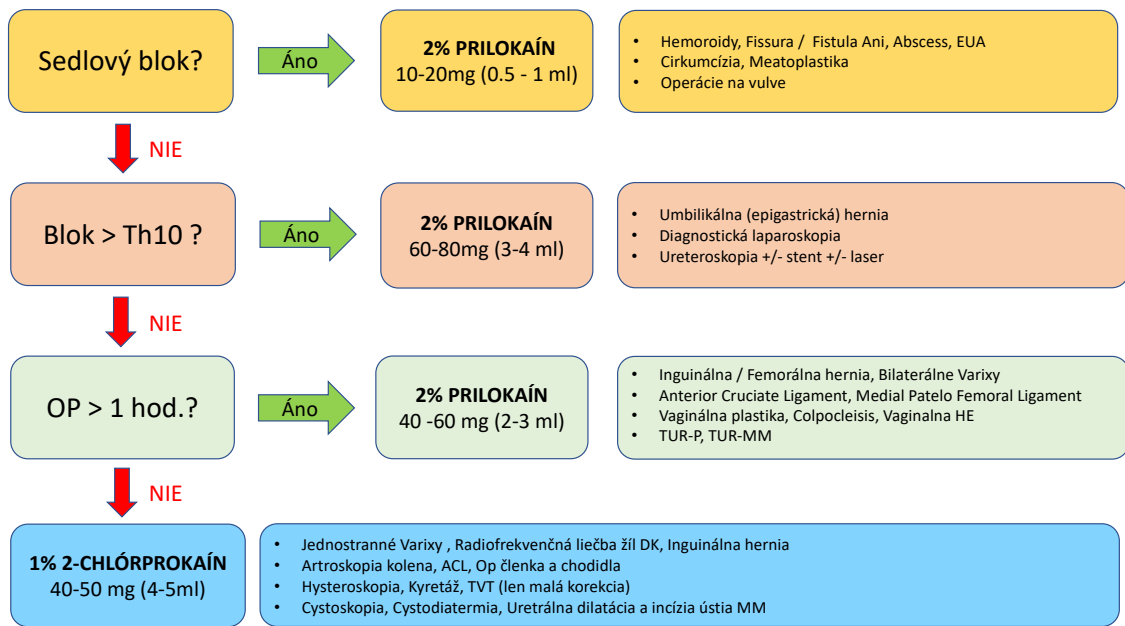 Sedlový blok?
Áno
2% PRILOKAÍN
10-20mg (0.5 - 1 ml)
• Hemoroidy, Fissura / Fistula Ani, Abscess, EUA
• Cirkumcízia, Meatoplastika
• Operácie na vulve
NIE
Blok > Th10 ?
Áno
2% PRILOKAÍN
60-80mg (3-4 ml)
• Umbilikálna (epigastrická) hernia
• Diagnostická laparoskopia
• Ureteroskopia +/- stent +/- laser
NIE
OP > 1 hod.?
Áno
2% PRILOKAÍN
40 -60 mg (2-3 ml)
• Inguinálna / Femorálna hernia, Bilaterálne Varixy
• Anterior Cruciate Ligament, Medial Patelo Femoral Ligament
• Vaginálna plastika, Colpocleisis, Vaginalna HE
• TUR-P, TUR-MM
NIE
1% 2-CHLÓRPROKAÍN
40-50 mg (4-5ml)
• Jednostranné Varixy , Radiofrekvenčná liečba žíl DK, Inguinálna hernia
• Artroskopia kolena, ACL, Op členka a chodidla
• Hysteroskopia, Kyretáž, TVT (len malá korekcia)
• Cystoskopia, Cystodiatermia, Uretrálna dilatácia a incízia ústia MM